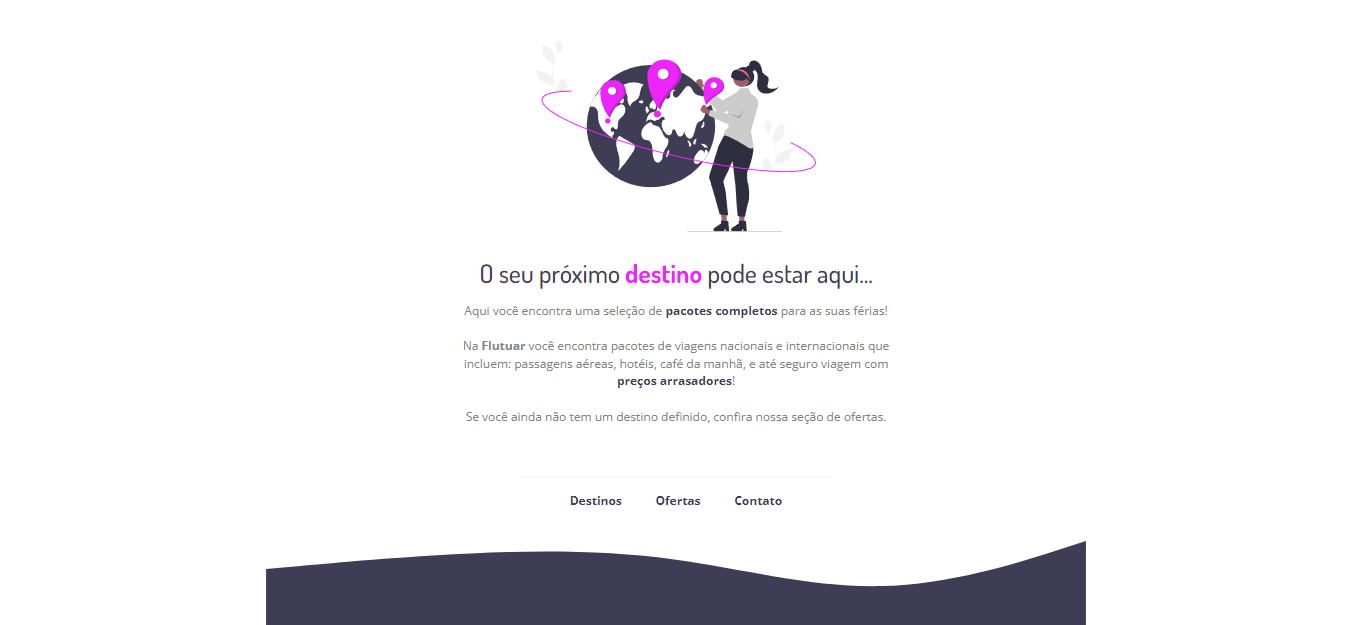 O seu próximo destino pode estar aqui...
Aqui você encontra uma seleção de pacotes completos para as suas férias!
Na Flutuar você encontra pacotes de viagens nacionais e internacionais que
incluem: passagens aéreas, hotéis, café da manhã, e até seguro viagem com
preços arrasadores!
Se você ainda não tem um destino definido, confira nossa seção de ofertas.
Destinos Ofertas Contato